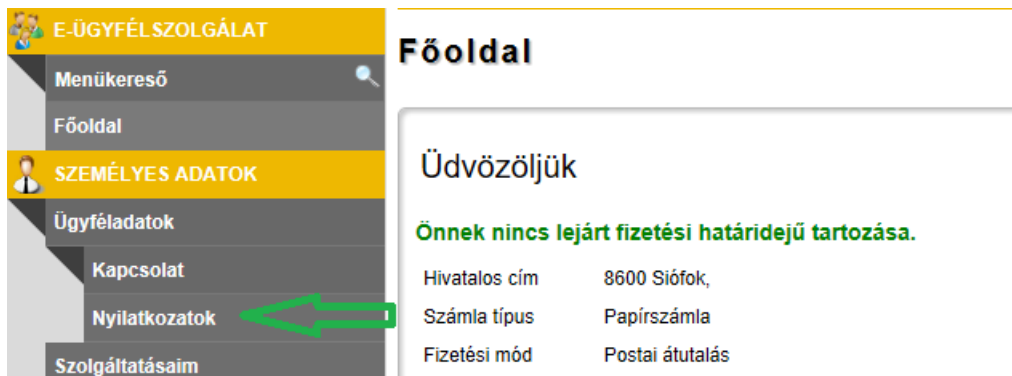 E-ÜGYFÉLSZOLGÁLAT
Menükereső
Főoldal
SZEMÉLYES ADATOK
Ügyféladatok
Kapcsolat
Nyilatkozatok
Szolgáltatásaim
Főoldal
Üdvözöljük
Önnek nincs lejárt fizetési határidejű tartozása.
Hivatalos cím 8600 Siófok,
Számla típus Papírszámla
Fizetési mód Postai átutalás